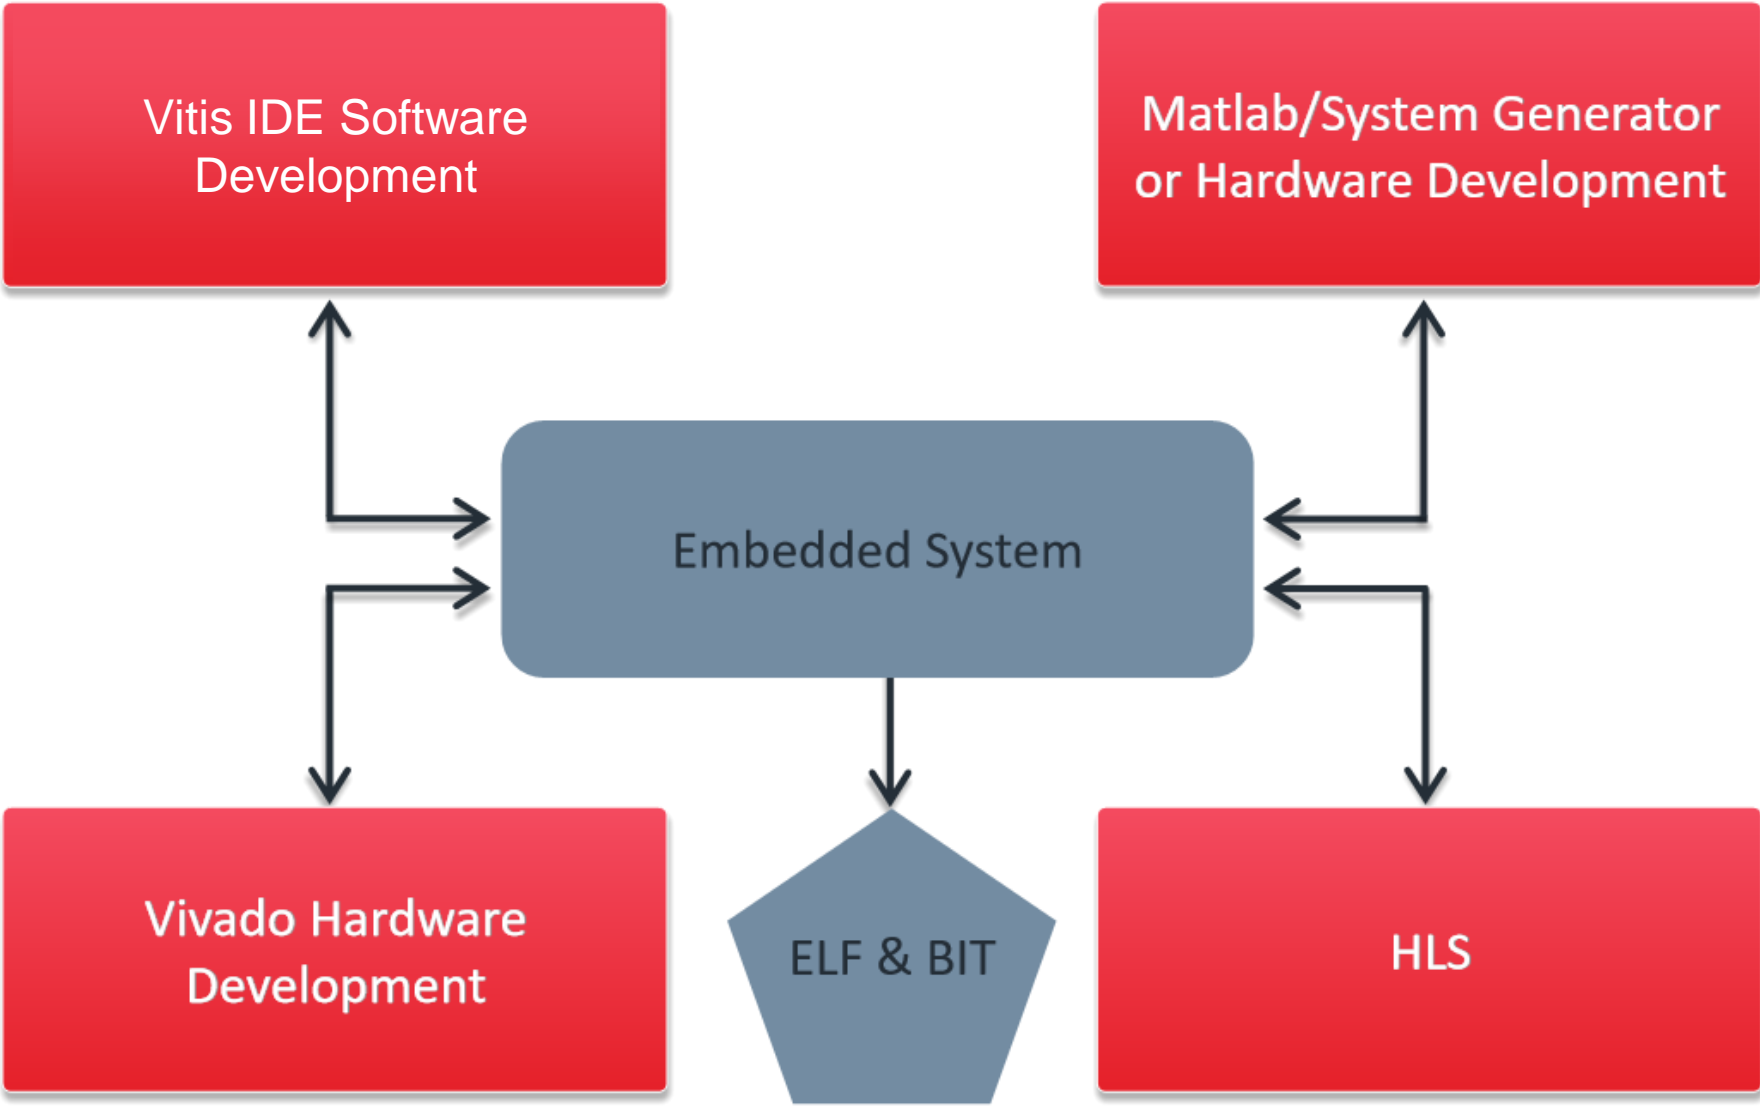 Vitis IDE Software
Development
Matlab/System Generator
or Hardware Development
Embedded System
Vivado Hardware
Development
ELF & BIT
HLS